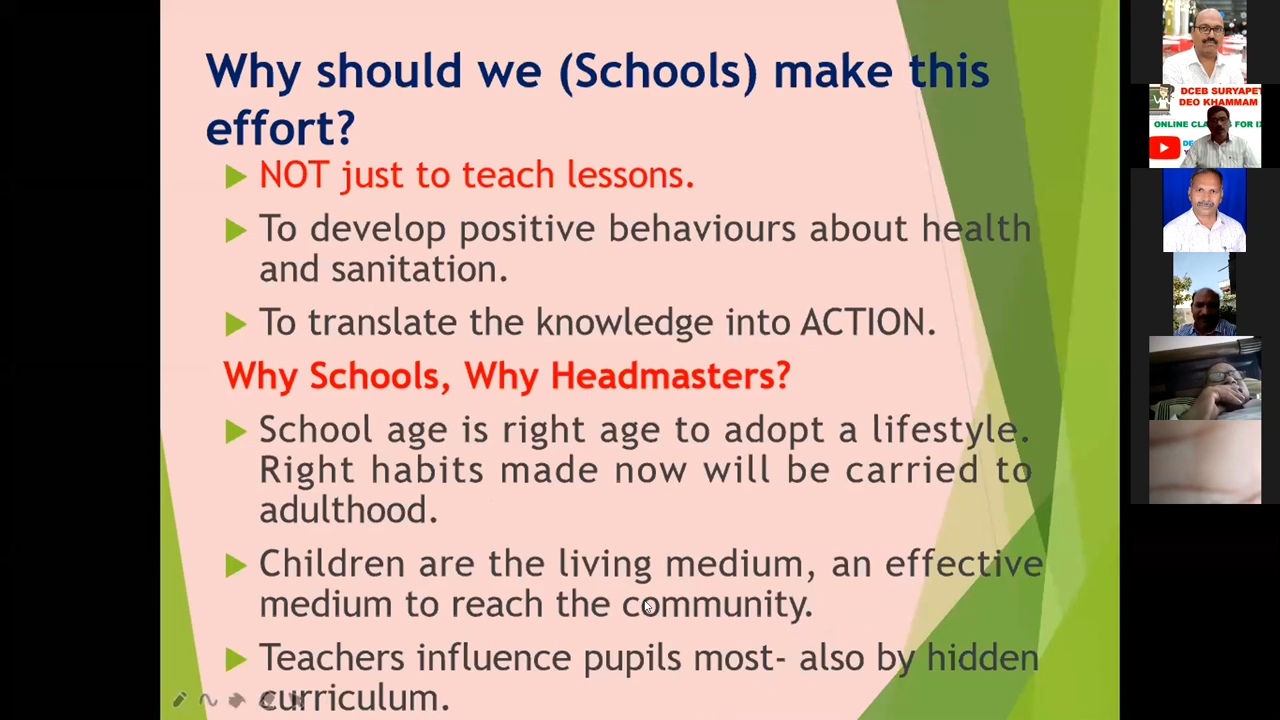 Why should we (Schools) make this
effort?
NOT just to teach lessons.
To develop positive behaviours about health
and sanitation.
To translate the knowledge into ACTION.
Why Schools, Why Headmasters?
School age is right age to adopt a lifestyle.
Right habits made now will be carried to
adulthood.
Children are the living medium, an effective
medium to reach the community.
Teachers influence pupils most- also by hidden
curriculum.
DCEB SURYAPET
DEO KHAMMAM
ONLINE
FOR